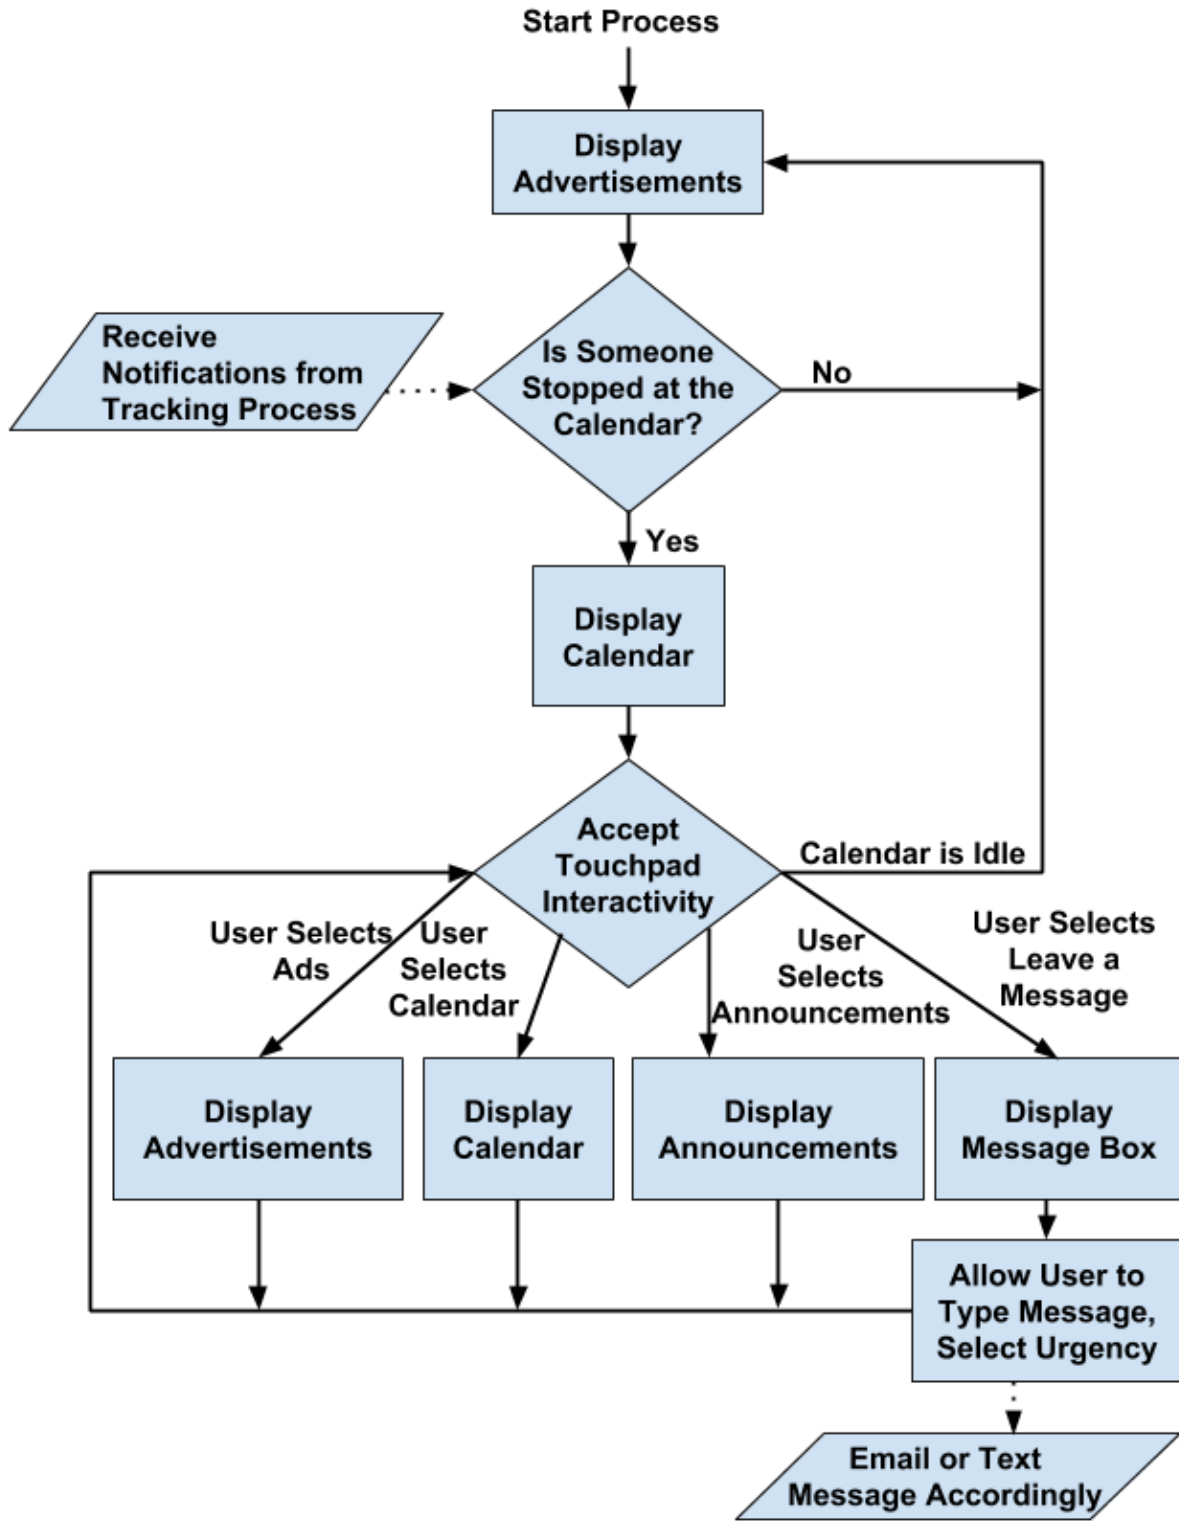 Start Process
Display
Advertisements
Receive
Notifications from
Tracking Process
Is Someone
Stopped at the
Calendar?
No
Yes
Display
Calendar
Accept
Touchpad
Interactivity
Calendar is Idle
User Selects
Ads
User
Selects
Calendar
User
Selects
Announcements
User Selects
Leave a
Message
Display
Advertisements
Display
Calendar
Display
Announcements
Display
Message Box
Allow User to
Type Message,
Select Urgency
Email or Text
Message Accordingly